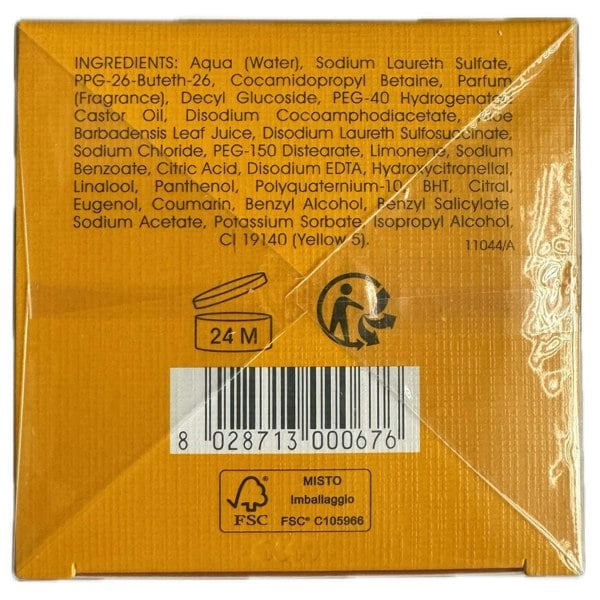 INGREDIENTS: Aqua (Water), Sodium Laureth Sulfate,
PPG-26-Buteth-26, Cocamidopropyl Betaine, Parfum
(Fragrance), Decyl Glucoside, PEG-40 Hydrogenated
Castor Oil, Disodium Cocoamphodiacetate, Aloe
Barbadensis Leaf Juice, Disodium Laureth Sulfosuccinate,
Sodium Chloride, PEG-150 Distearate, Limonene, Sodium
Benzoate, Citric Acid, Disodium EDTA, Hydroxycitronellal,
Linalool, Panthenol, Polyquaternium-10, BHT, Citral,
Eugenol, Coumarin, Benzyl Alcohol, Benzyl Salicylate,
Sodium Acetate, Potassium Sorbate, Isopropyl Alcohol,
CI 19140 (Yellow 5).
11044/A
24 M
8 028713 000676
FSC
MISTO
Imballaggio
FSC® C105966